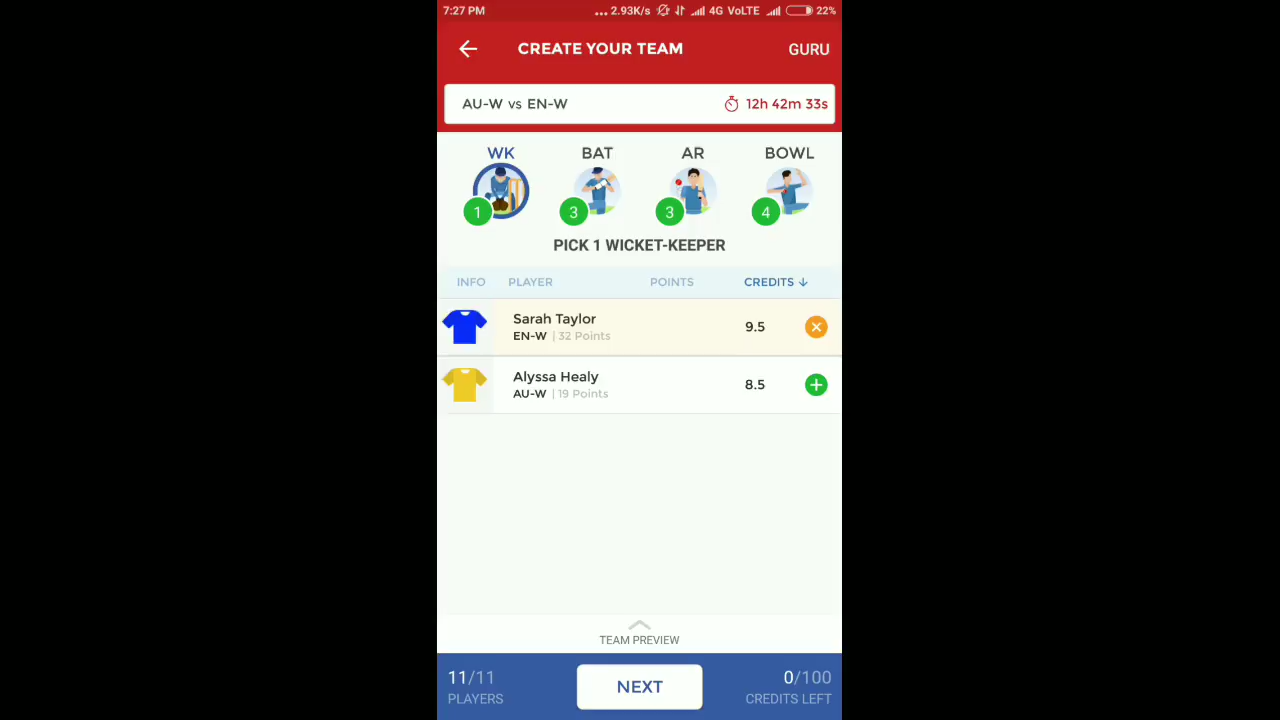 7:27 PM ... 2.93K/s 4G VoLTE 22%
CREATE YOUR TEAM GURU
AU-W vs EN-W 12h 42m 33s
WK BAT AR BOWL
1 3 3 4
PICK 1 WICKET-KEEPER
INFO PLAYER POINTS CREDITS ↓
Sarah Taylor
EN-W | 32 Points
9.5
Alyssa Healy
AU-W | 19 Points
8.5
TEAM PREVIEW
11/11
PLAYERS
NEXT
0/100
CREDITS LEFT